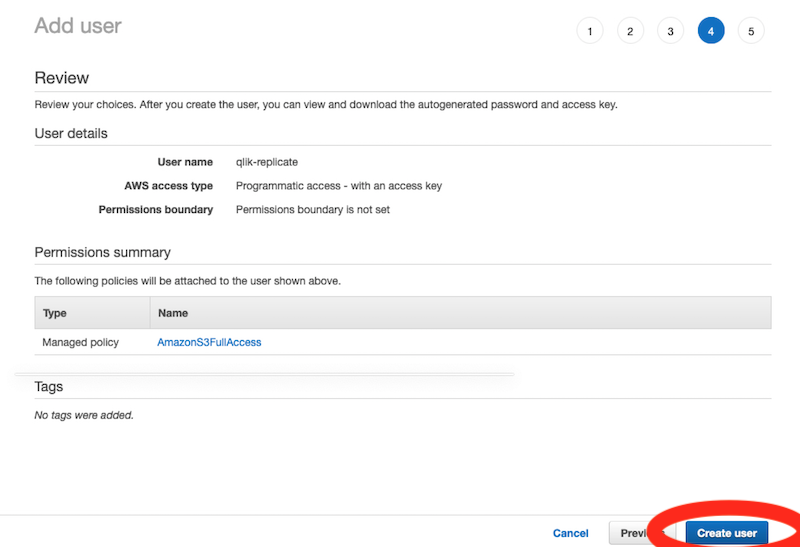 Add user
1 2 3 4 5
Review
Review your choices. After you create the user, you can view and download the autogenerated password and access key.
User details
User name qlik-replicate
AWS access type Programmatic access - with an access key
Permissions boundary Permissions boundary is not set
Permissions summary
The following policies will be attached to the user shown above.
Type Name
Managed policy AmazonS3FullAccess
Tags
No tags were added.
Cancel Create user